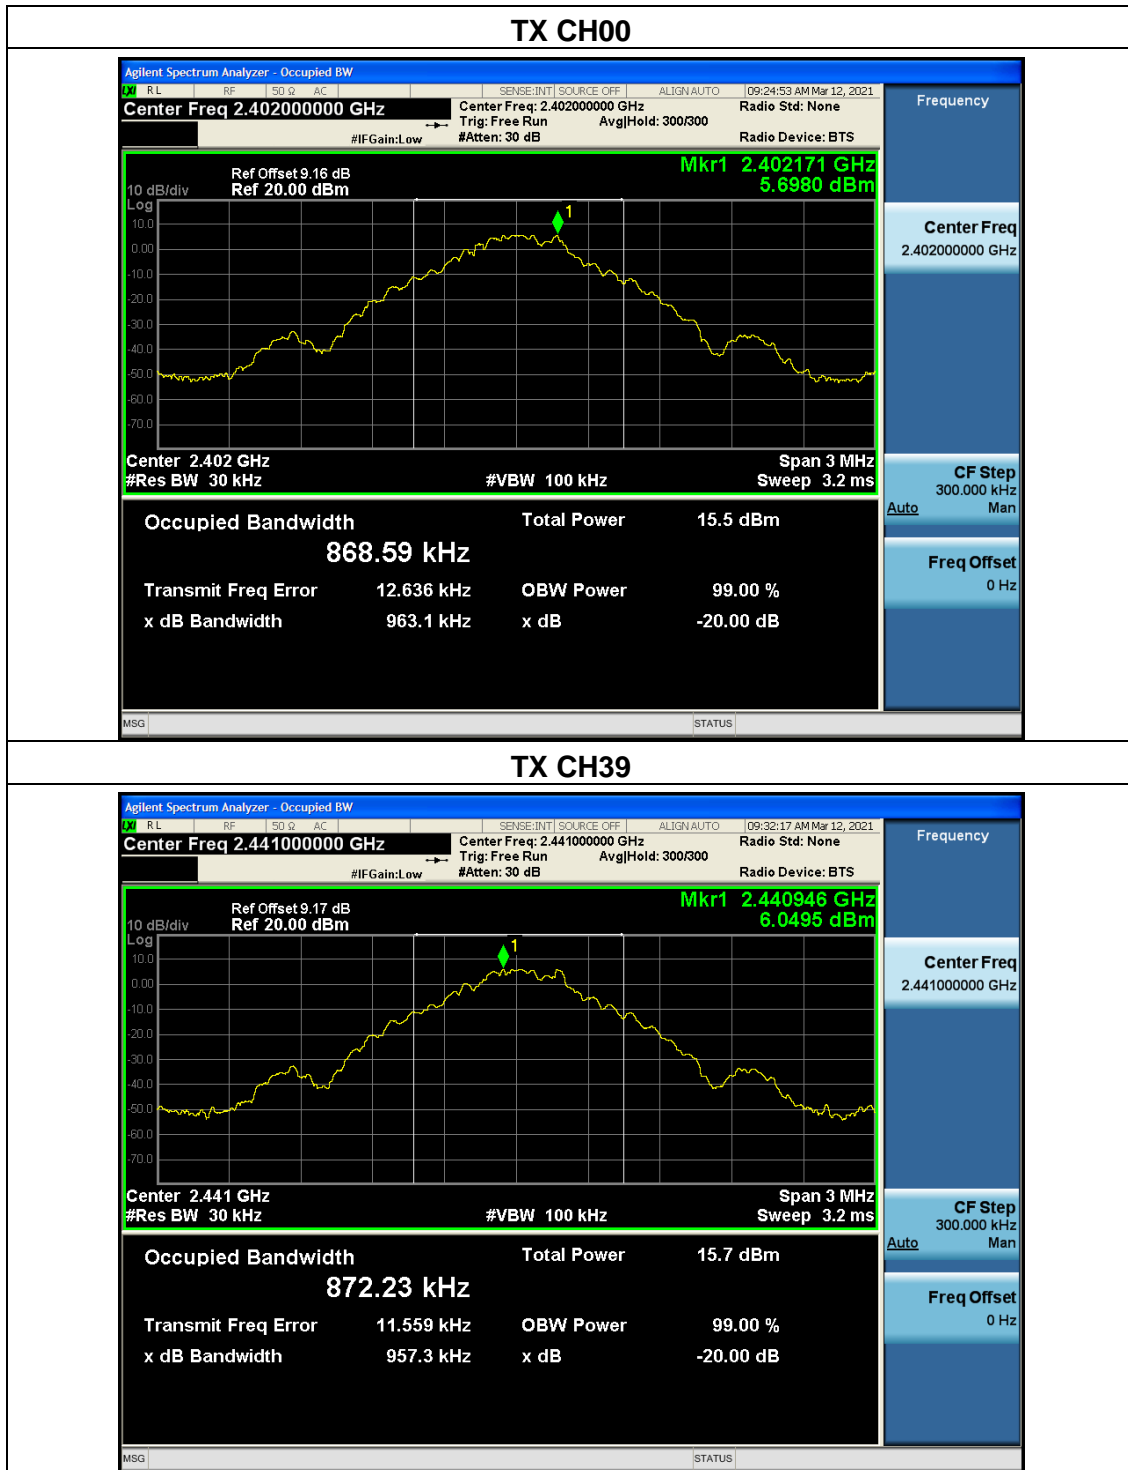 TX CH00
Agilent Spectrum Analyzer - Occupied BW
LXI RL RF 50 Ω AC SENSE:INT SOURCE OFF ALIGN AUTO 09:24:53 AM Mar 12, 2021
Center Freq 2.402000000 GHz Center Freq: 2.402000000 GHz Radio Std: None Frequency
Trig: Free Run Avg|Hold: 300/300
#IFGain:Low #Atten: 30 dB Radio Device: BTS
Mkr1 2.402171 GHz
5.6980 dBm
Ref Offset 9.16 dB
10 dB/div Ref 20.00 dBm
Log
1
10.0
0.00
-10.0
-20.0
-30.0
-40.0
-50.0
-60.0
-70.0
Center Freq
2.402000000 GHz
Center 2.402 GHz Span 3 MHz
#Res BW 30 kHz #VBW 100 kHz Sweep 3.2 ms
CF Step
300.000 kHz
Auto Man
Occupied Bandwidth Total Power 15.5 dBm
868.59 kHz
Freq Offset
0 Hz
Transmit Freq Error 12.636 kHz OBW Power 99.00 %
x dB Bandwidth 963.1 kHz x dB -20.00 dB
MSG STATUS
TX CH39
Agilent Spectrum Analyzer - Occupied BW
LXI RL RF 50 Ω AC SENSE:INT SOURCE OFF ALIGN AUTO 09:32:17 AM Mar 12, 2021
Center Freq 2.441000000 GHz Center Freq: 2.441000000 GHz Radio Std: None Frequency
Trig: Free Run Avg|Hold: 300/300
#IFGain:Low #Atten: 30 dB Radio Device: BTS
Mkr1 2.440946 GHz
6.0495 dBm
Ref Offset 9.17 dB
10 dB/div Ref 20.00 dBm
Log
1
10.0
0.00
-10.0
-20.0
-30.0
-40.0
-50.0
-60.0
-70.0
Center Freq
2.441000000 GHz
Center 2.441 GHz Span 3 MHz
#Res BW 30 kHz #VBW 100 kHz Sweep 3.2 ms
CF Step
300.000 kHz
Auto Man
Occupied Bandwidth Total Power 15.7 dBm
872.23 kHz
Freq Offset
0 Hz
Transmit Freq Error 11.559 kHz OBW Power 99.00 %
x dB Bandwidth 957.3 kHz x dB -20.00 dB
MSG STATUS